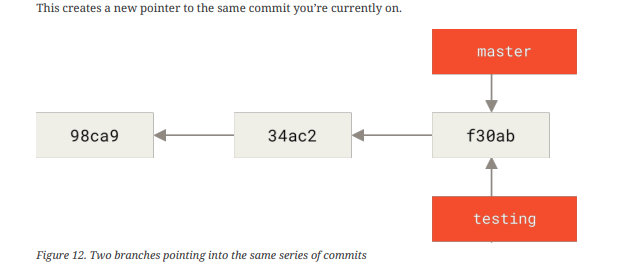 This creates a new pointer to the same commit you’re currently on.
master
98ca9 34ac2 f30ab
testing
Figure 12. Two branches pointing into the same series of commits